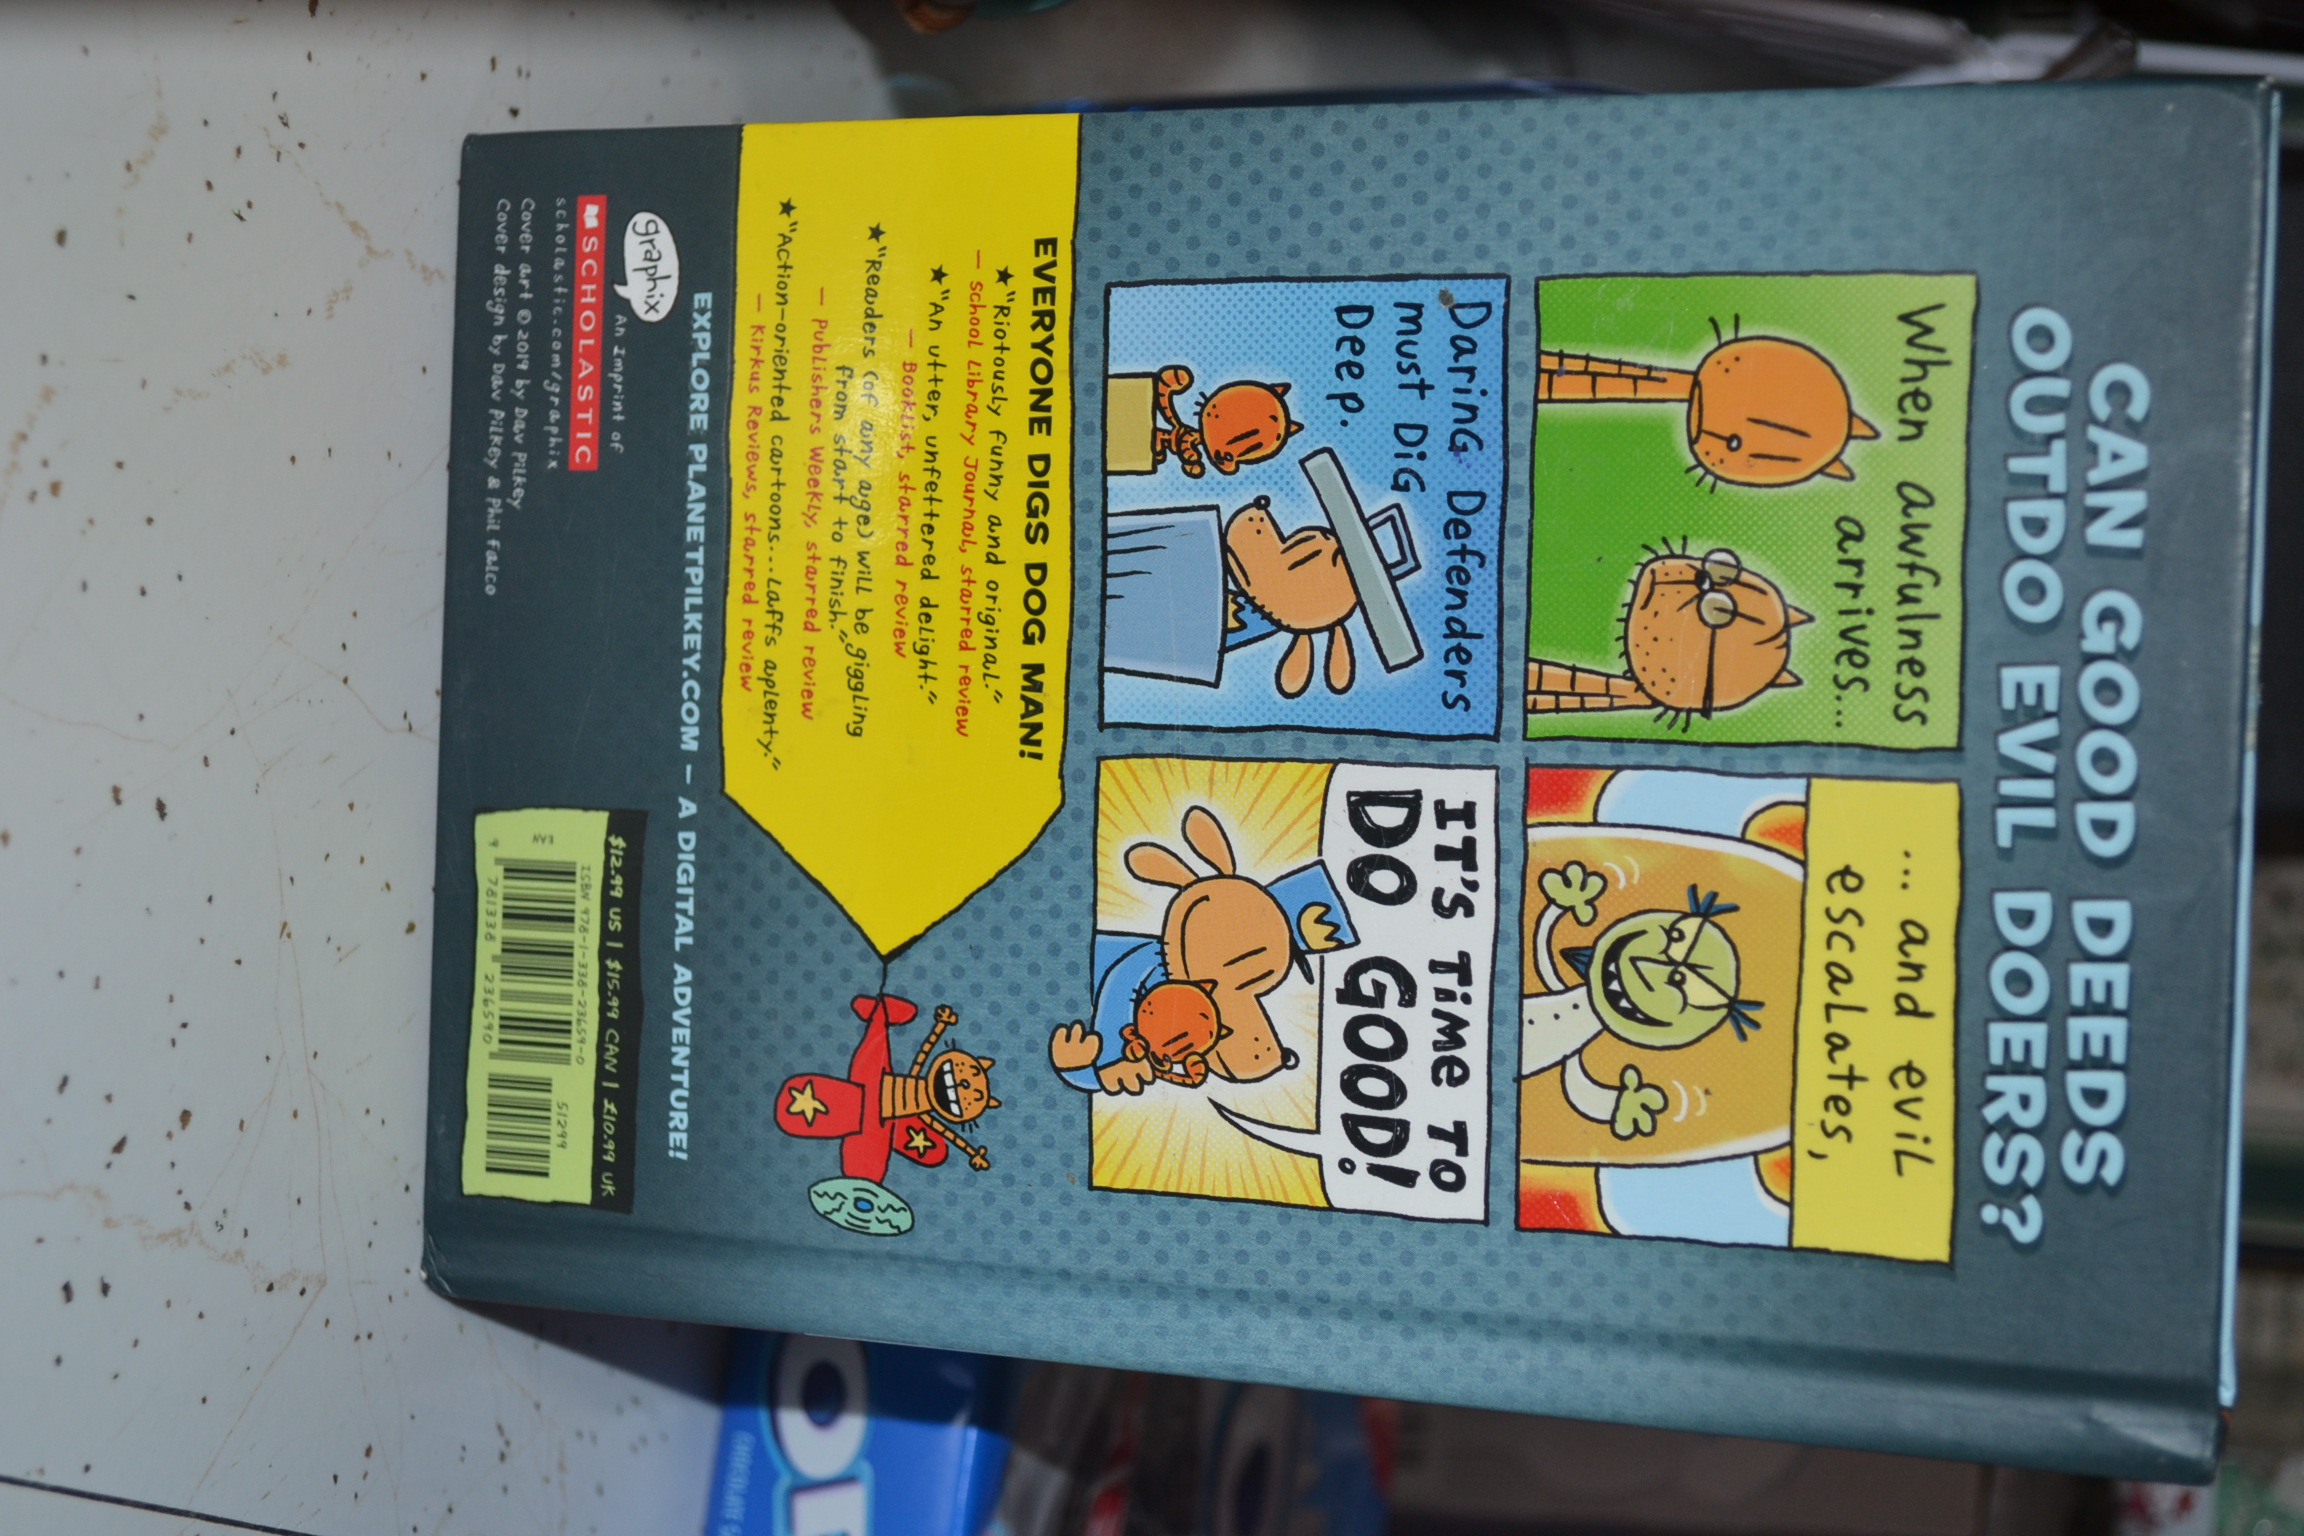 CAN GOOD DEEDS
OUTDO EVIL DOERS?
When awfulness
arrives...
... and evil
escalates,
Daring Defenders
must DiG
Deep.
IT'S TiME TO
DO GOOD!
EVERYONE DIGS DOG MAN!
★"Riotously funny and original."
— School Library Journal, starred review
★"An utter, unfettered delight."
— Booklist, starred review
★"Readers (of any age) will be giggling
from start to finish."
— Publishers Weekly, starred review
★"Action-oriented cartoons...Laffs aplenty."
— Kirkus Reviews, starred review
EXPLORE PLANETPILKEY.COM — A DIGITAL ADVENTURE!
graphix
An Imprint of
SCHOLASTIC
scholastic.com/graphix
Cover art © 2019 by Dav Pilkey
Cover design by Dav Pilkey & Phil Falco
$12.99 US | $15.99 CAN | £10.99 UK
ISBN 978-1-338-23659-0
51299
EAN
9 781338 236590